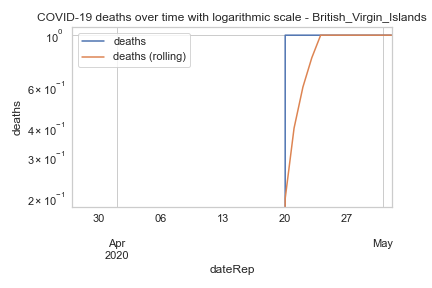 COVID-19 deaths over time with logarithmic scale - British_Virgin_Islands
deaths
deaths (rolling)
10⁰
6 × 10⁻¹
4 × 10⁻¹
3 × 10⁻¹
2 × 10⁻¹
deaths
30 06 13 20 27
Apr May
2020
dateRep